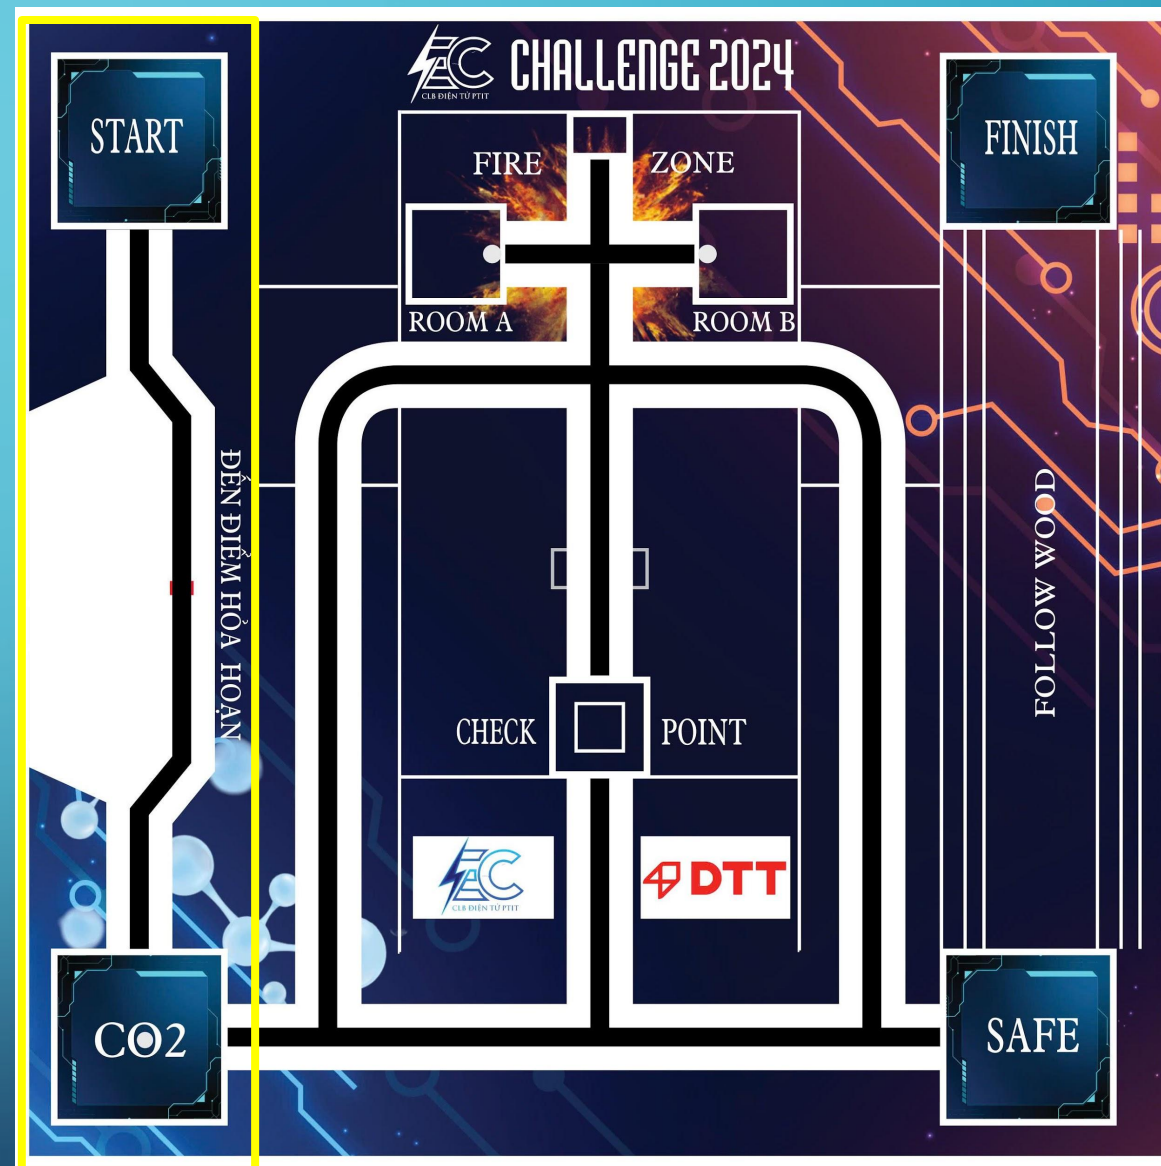 CHALLENGE 2024
CLB ĐIỆN TỬ PTIT
START
FINISH
FIRE ZONE
ROOM A
ROOM B
ĐẾN ĐIỂM HỎA HOẠN
FOLLOW WOOD
CHECK POINT
EC
CLB ĐIỆN TỬ PTIT
DTT
CO2
SAFE